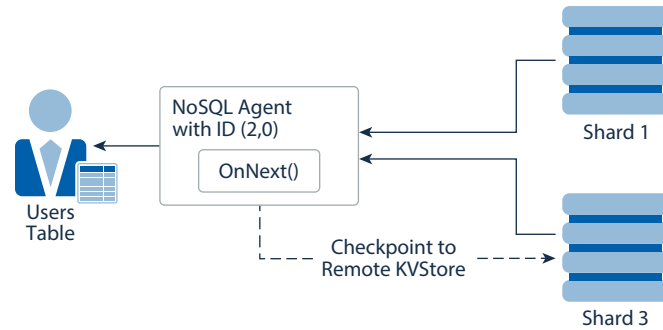 NoSQL Agent
with ID (2,0)
OnNext()
Shard 1
Users
Table
Checkpoint to
Remote KVStore
Shard 3